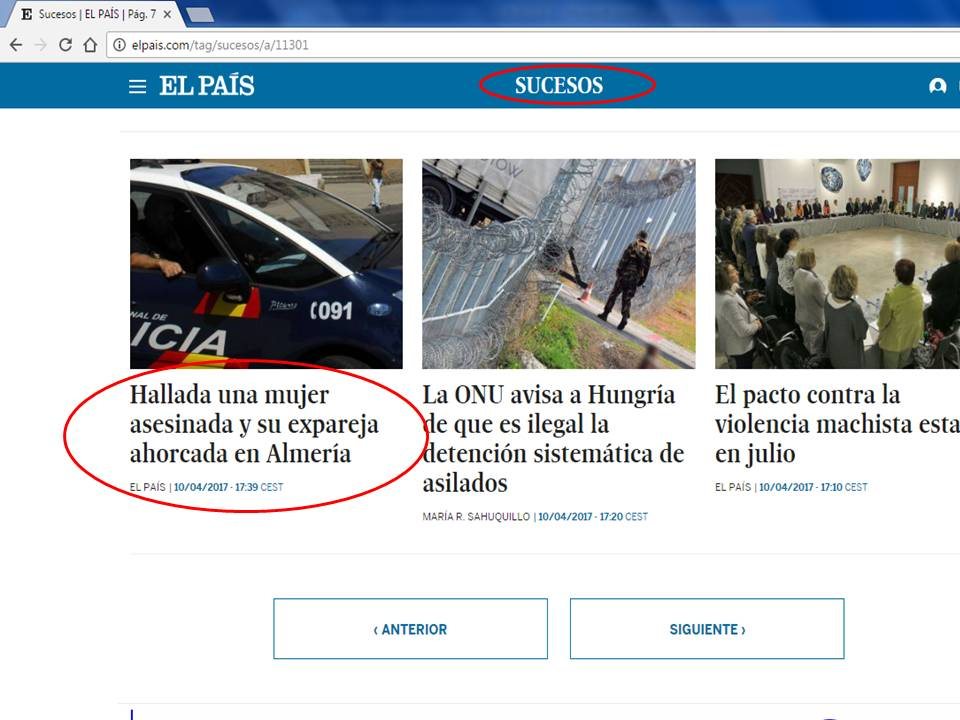 Sucesos | EL PAÍS | Pág. 7
elpais.com/tag/sucesos/a/11301
EL PAÍS
SUCESOS
091
NAL DE
ICIA
Hallada una mujer
asesinada y su expareja
ahorcada en Almería
EL PAÍS | 10/04/2017 - 17:39 CEST
La ONU avisa a Hungría
de que es ilegal la
detención sistemática de
asilados
MARÍA R. SAHUQUILLO | 10/04/2017 - 17:20 CEST
El pacto contra la
violencia machista esta
en julio
EL PAÍS | 10/04/2017 - 17:10 CEST
‹ ANTERIOR
SIGUIENTE ›